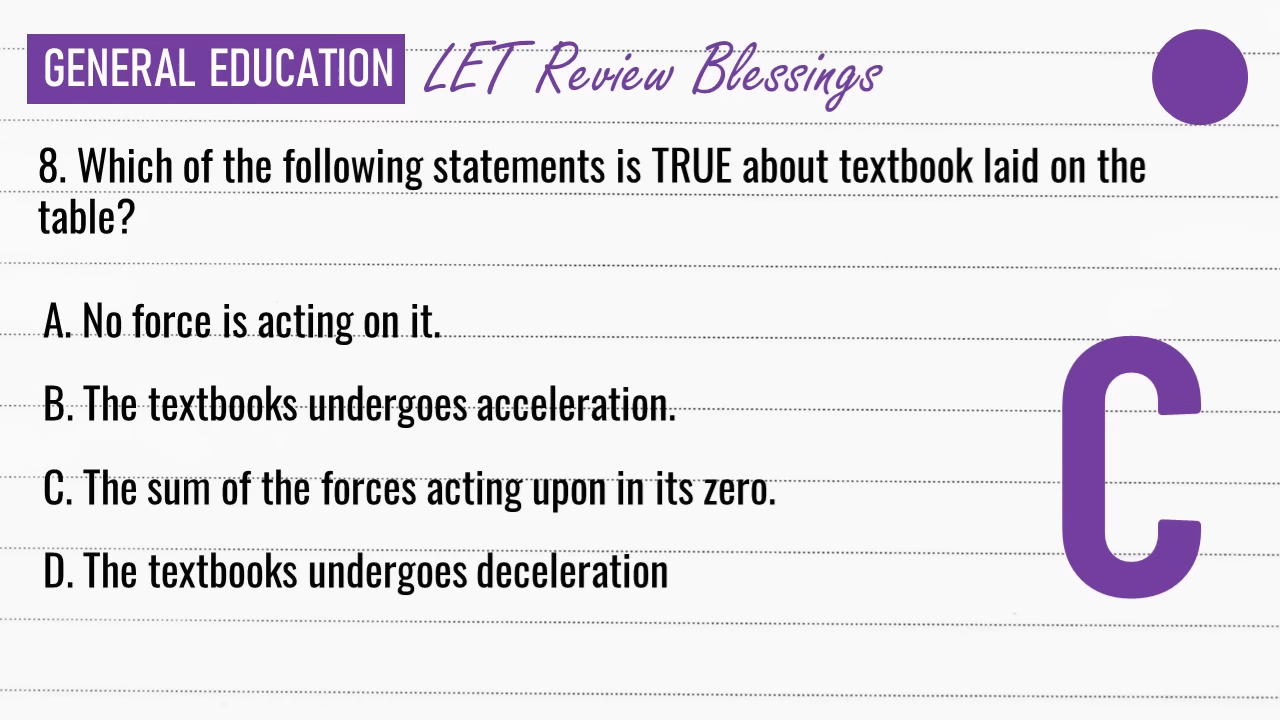 GENERAL EDUCATION LET Review Blessings
8. Which of the following statements is TRUE about textbook laid on the
table?
A. No force is acting on it.
B. The textbooks undergoes acceleration.
C. The sum of the forces acting upon in its zero.
D. The textbooks undergoes deceleration
C